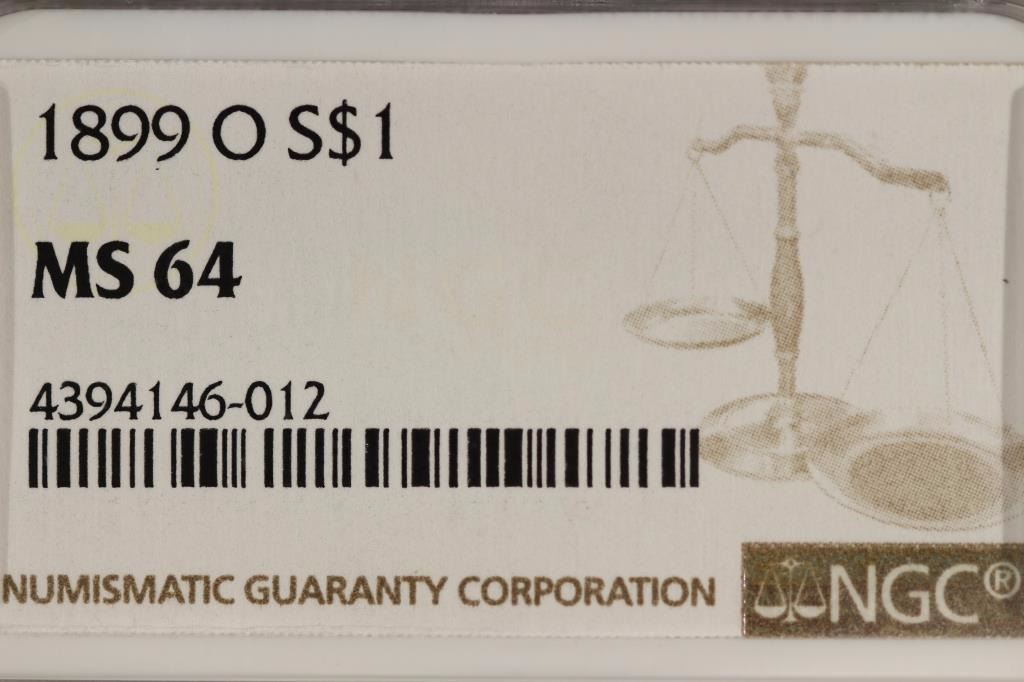 1899 O S$1
MS 64
4394146-012
NUMISMATIC GUARANTY CORPORATION NGC®